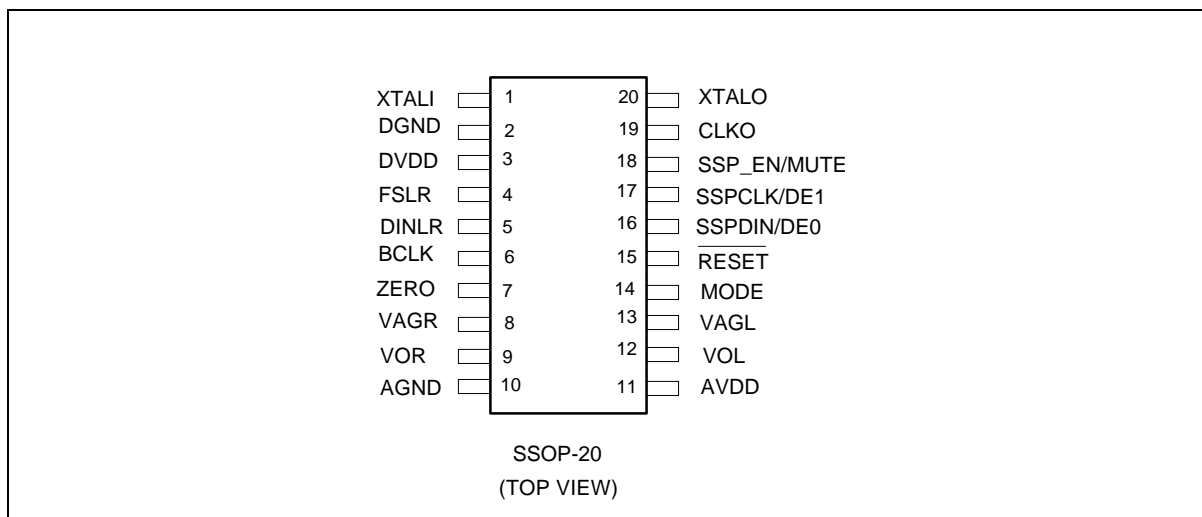 XTALI 1 20 XTALO
DGND 2 19 CLKO
DVDD 3 18 SSP_EN/MUTE
FSLR 4 17 SSPCLK/DE1
DINLR 5 16 SSPDIN/DE0
BCLK 6 15 RESET
ZERO 7 14 MODE
VAGR 8 13 VAGL
VOR 9 12 VOL
AGND 10 11 AVDD
SSOP-20
(TOP VIEW)